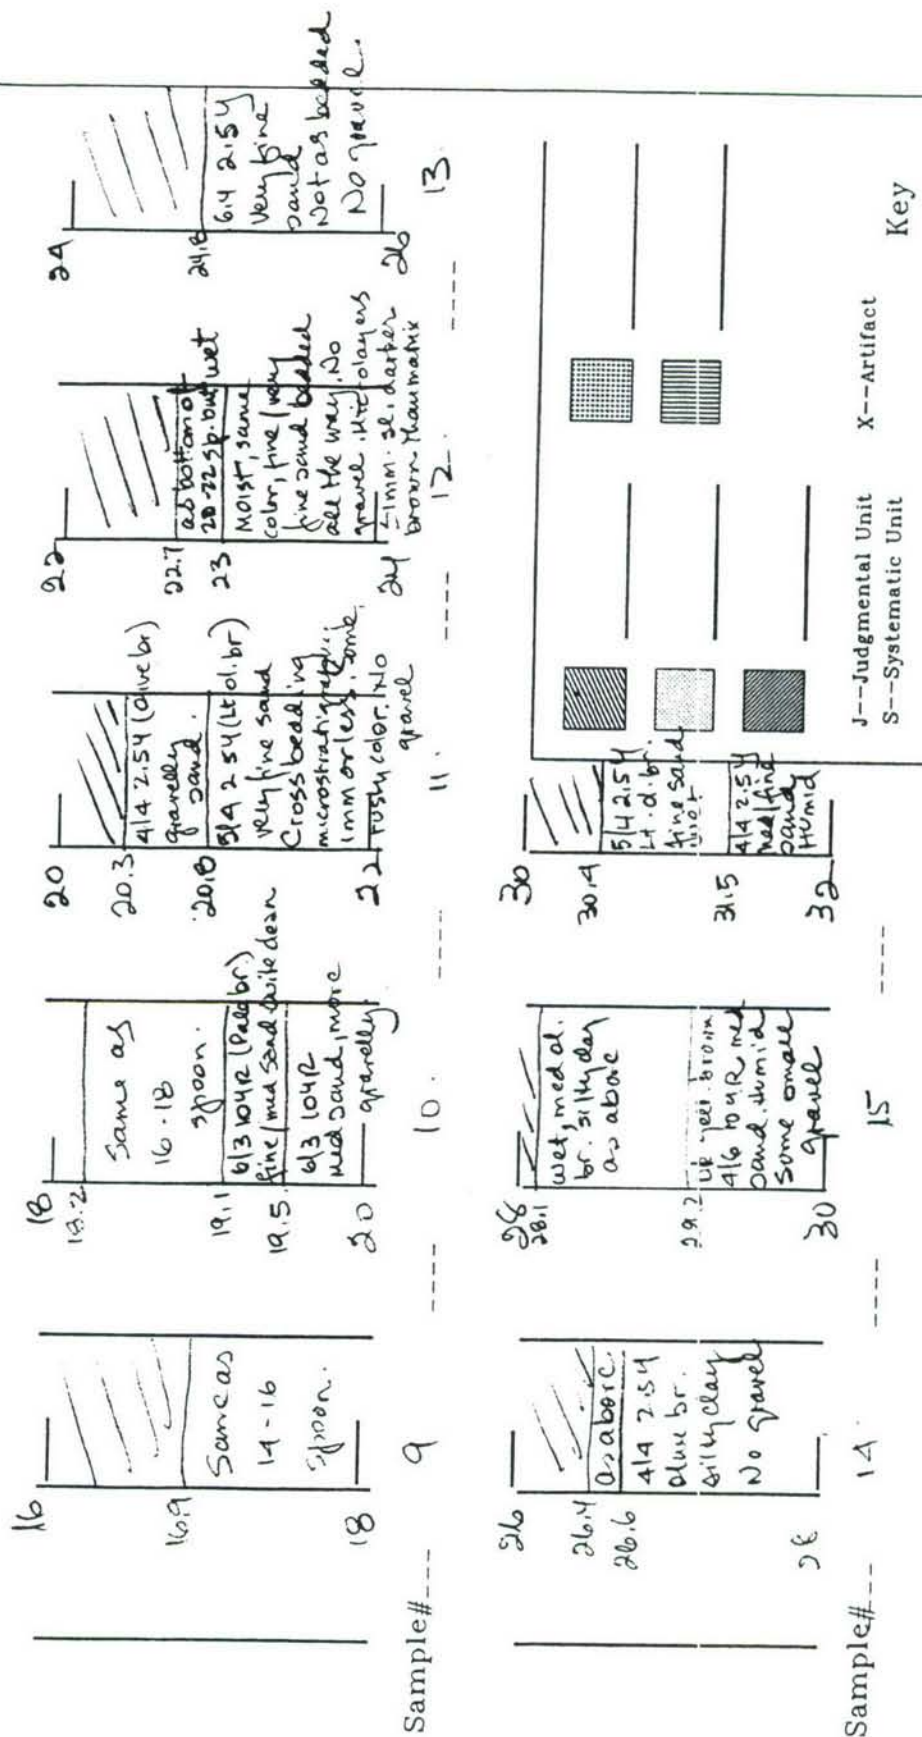 16
16.9
Same as
14-16
spoon.
18
18
18.2
Same as
16-18
spoon.
19.1
6/3 10YR (Pale br.)
fine/med sand quite clean
19.5
6/3 10YR
med sand, more
gravelly
20
20
20.3
4/4 2.5Y (olive br)
gravelly
sand.
20.8
5/4 2.5Y (Lt ol. br)
very fine sand
Cross bedding
1mm or less, some
rusty color. No
gravel
22
22
22.7
as bottom of
20-22 sp. but wet
23
Moist, same
color, fine/very
fine sand bedded
all the way. No
gravel. Microlayers
~1mm. sl. darker
brown than matrix
24
24
24.8
6.4 2.5Y
Very fine
sand
Not as bedded
No gravel.
26
Sample#---
9
----
10.
----
11.
----
12.
----
13.
26
26.4
as above.
26.6
4/4 2.5Y
Olive br.
silty clay
No gravel
28
28
28.1
wet, med ol.
br. silty clay
as above
29.2
Dk yell. brown
4/6 10YR med
sand. Humid
some small
gravel
30
30
30.4
5/4 2.5Y
Lt. ol. br.
fine sand
31.5
4/4 2.5Y
med/fine
sand
Humid
32
Sample#---
14
----
15
----
J---Judgmental Unit
S---Systematic Unit
X---Artifact
Key